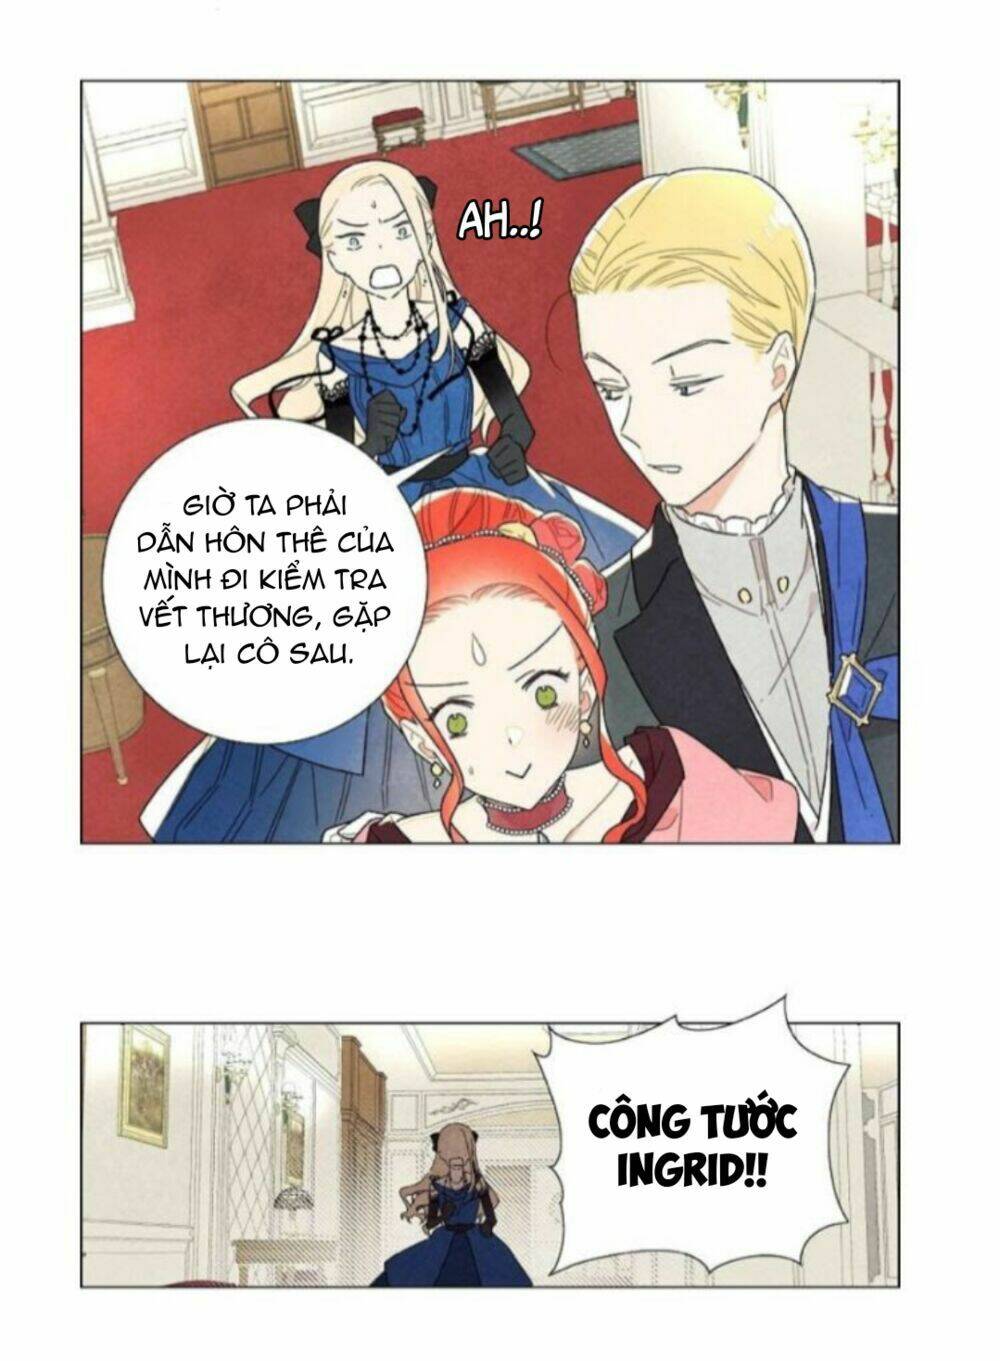 AH..!
GIỜ TA PHẢI
DẪN HÔN THÊ CỦA
MÌNH ĐI KIỂM TRA
VẾT THƯƠNG, GẶP
LẠI CÔ SAU.
CÔNG TƯỚC
INGRID!!